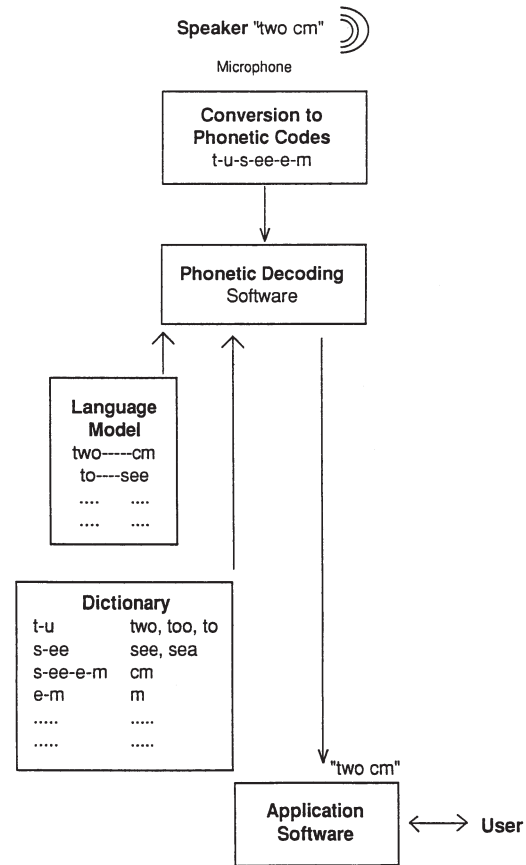 Speaker "two cm"
Microphone
Conversion to
Phonetic Codes
t-u-s-ee-e-m
Phonetic Decoding
Software
Language
Model
two-----cm
to----see
.... ....
.... ....
Dictionary
t-u two, too, to
s-ee see, sea
s-ee-e-m cm
e-m m
..... .....
..... .....
"two cm"
Application
Software
User